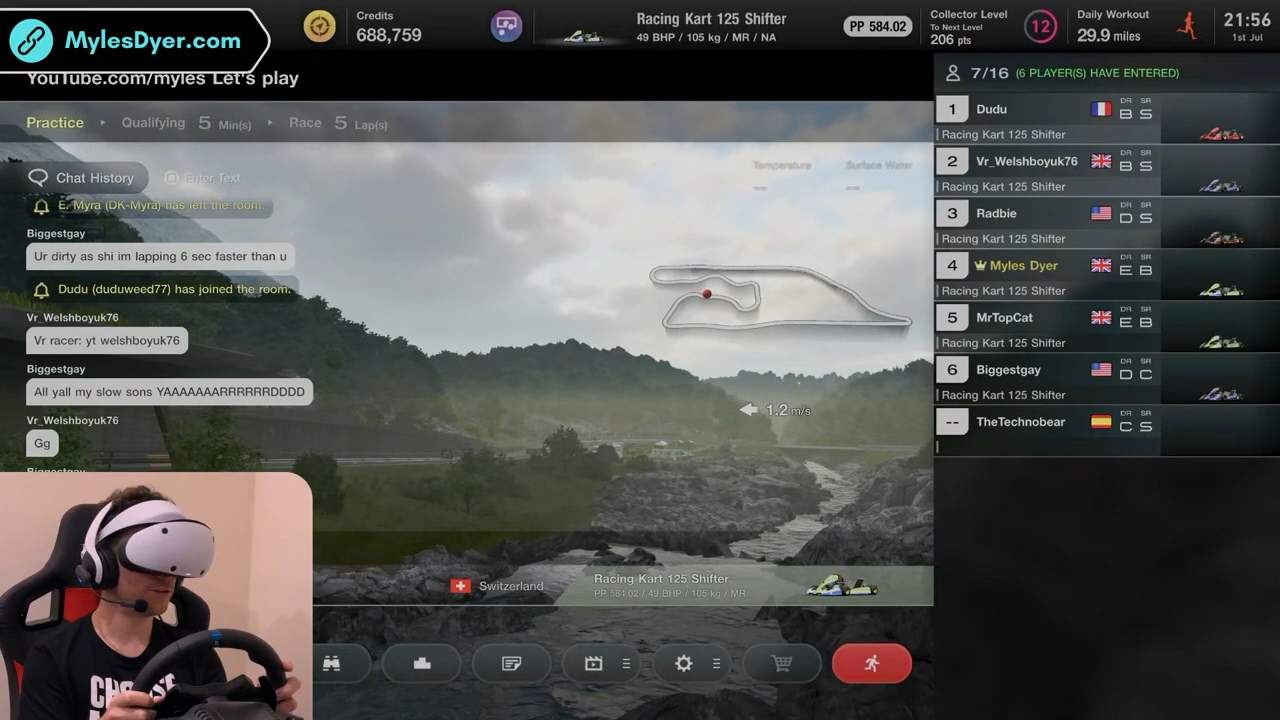 MylesDyer.com
YouTube.com/myles Let's play
Credits
688,759
Racing Kart 125 Shifter
49 BHP / 105 kg / MR / NA
PP 584.02
Collector Level
To Next Level
206 pts
12
Daily Workout
29.9 miles
21:56
1st Jul
Practice
Qualifying 5 Min(s)
Race 5 Lap(s)
Chat History
Enter Text
E. Myra (DK-Myra) has left the room.
Biggestgay
Ur dirty as shi im lapping 6 sec faster than u
Dudu (duduweed77) has joined the room.
Vr_Welshboyuk76
Vr racer: yt welshboyuk76
Biggestgay
All yall my slow sons YAAAAAAARRRRRRDDDD
Vr_Welshboyuk76
Gg
Biggestgay
Temperature
--
Surface Water
--
1.2 m/s
Switzerland
Racing Kart 125 Shifter
PP 584.02 / 49 BHP / 105 kg / MR
7/16 (6 PLAYER(S) HAVE ENTERED)
1 Dudu DR B SR S
Racing Kart 125 Shifter
2 Vr_Welshboyuk76 DR B SR S
Racing Kart 125 Shifter
3 Radbie DR D SR S
Racing Kart 125 Shifter
4 Myles Dyer DR E SR B
Racing Kart 125 Shifter
5 MrTopCat DR E SR B
Racing Kart 125 Shifter
6 Biggestgay DR D SR C
Racing Kart 125 Shifter
-- TheTechnobear DR C SR S